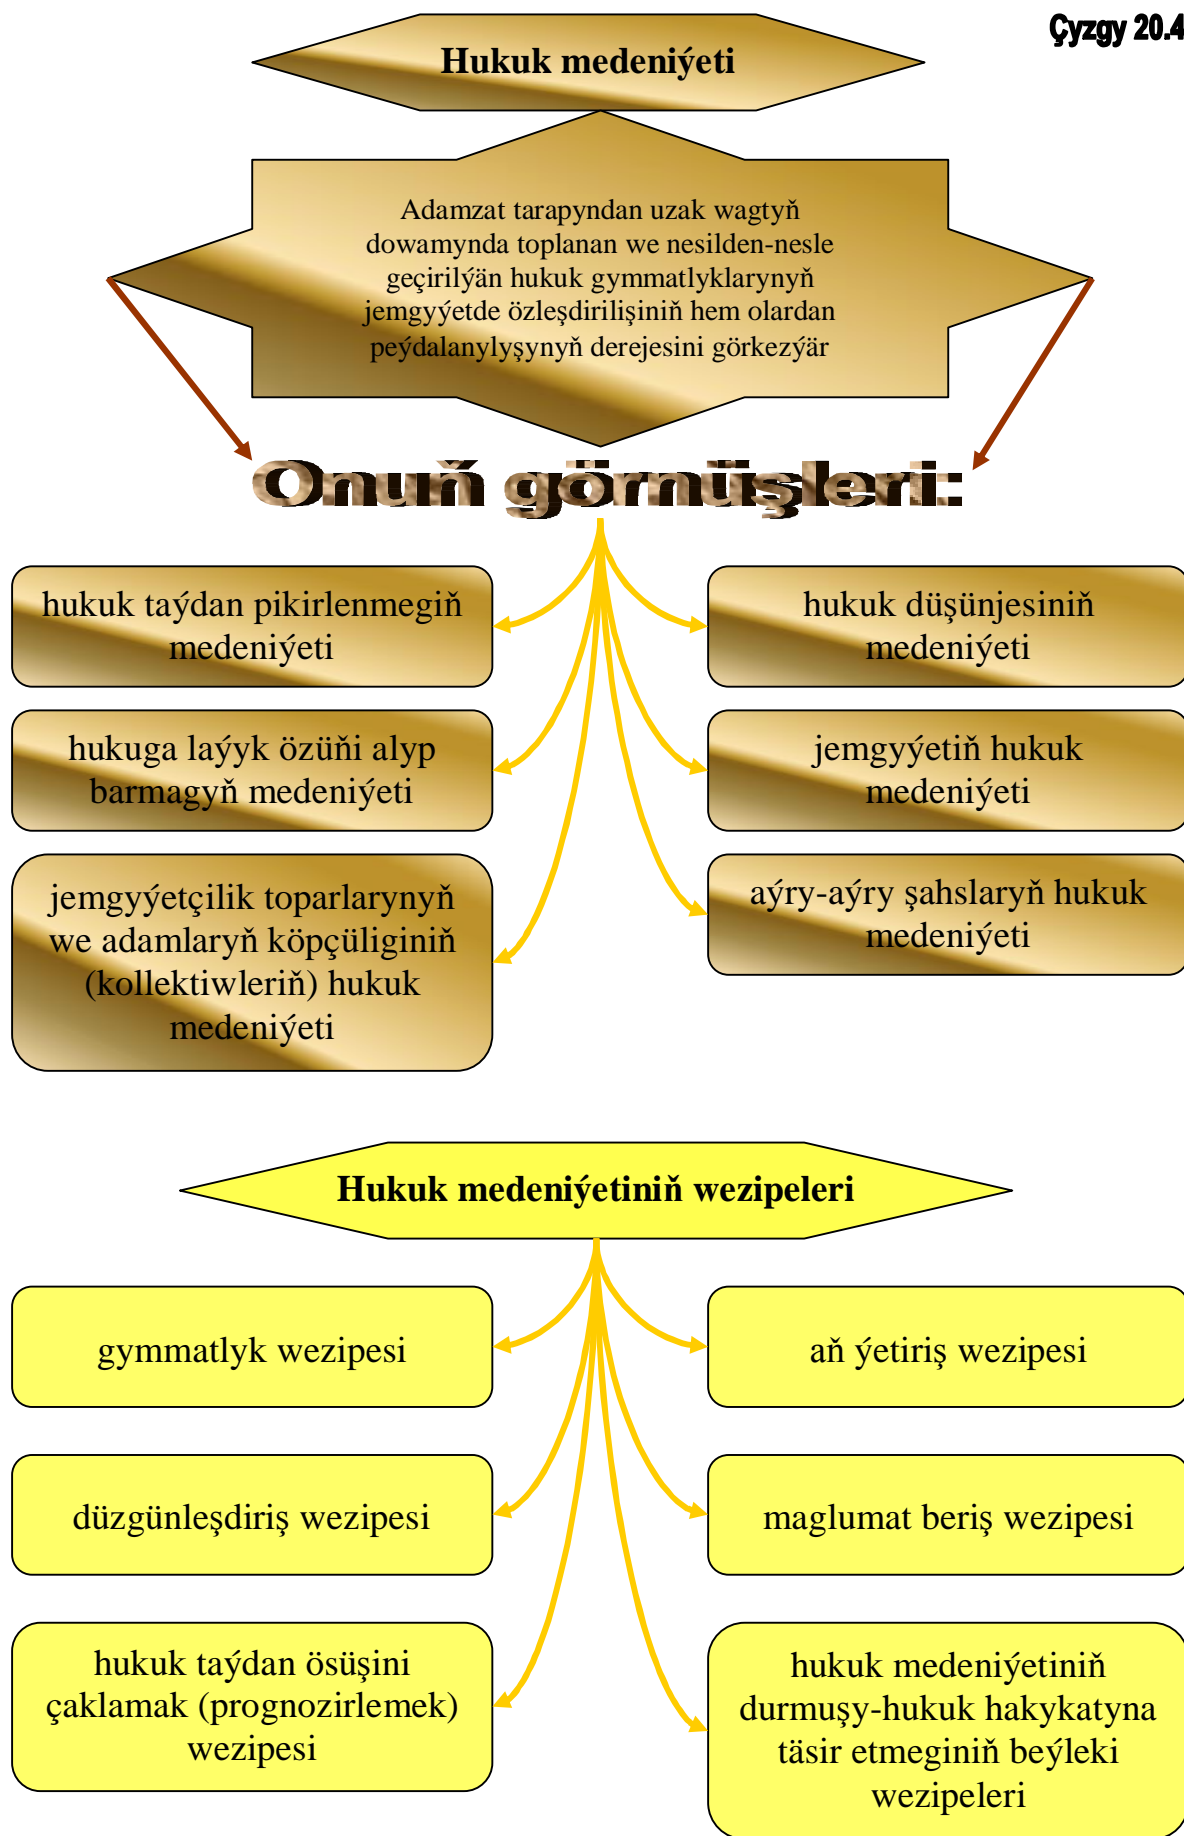 Çyzgy 20.4
Hukuk medeniýeti
Adamzat tarapyndan uzak wagtyň
dowamynda toplanan we nesilden-nesle
geçirilýän hukuk gymmatlyklarynyň
jemgyýetde özleşdirilişiniň hem olardan
peýdalanylyşynyň derejesini görkezýär
Onuň görnüşleri:
hukuk taýdan pikirlenmegiň
medeniýeti
hukuk düşünjesiniň
medeniýeti
hukuga laýyk özüňi alyp
barmagyň medeniýeti
jemgyýetiň hukuk
medeniýeti
jemgyýetçilik toparlarynyň
we adamlaryň köpçüliginiň
(kollektiwleriň) hukuk
medeniýeti
aýry-aýry şahslaryň hukuk
medeniýeti
Hukuk medeniýetiniň wezipeleri
gymmatlyk wezipesi
aň ýetiriş wezipesi
düzgünleşdiriş wezipesi
maglumat beriş wezipesi
hukuk taýdan ösüşini
çaklamak (prognozirlemek)
wezipesi
hukuk medeniýetiniň
durmuşy-hukuk hakykatyna
täsir etmeginiň beýleki
wezipeleri